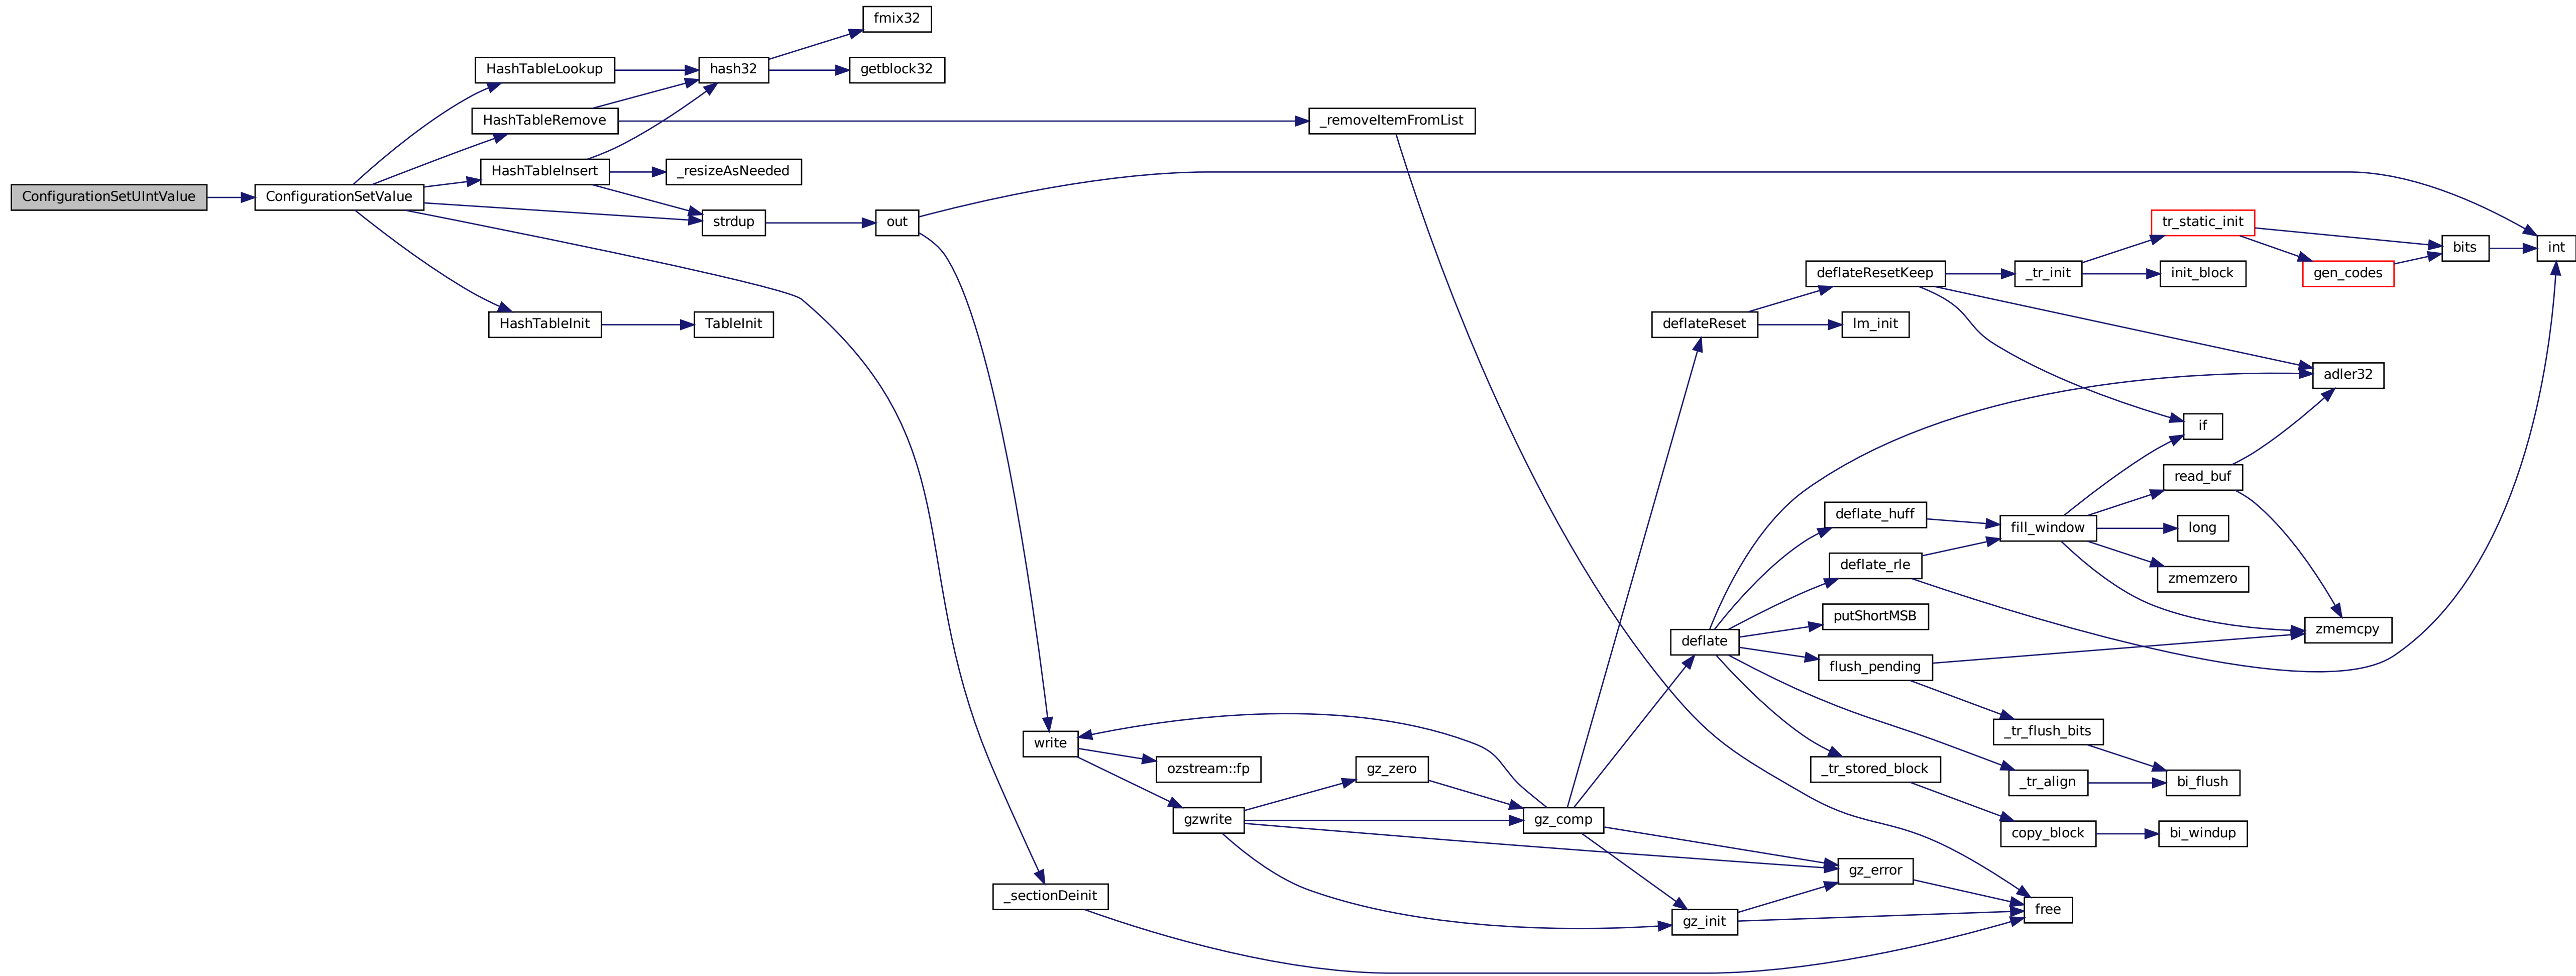 ConfigurationSetUIntValue
ConfigurationSetValue
HashTableLookup
HashTableRemove
HashTableInsert
HashTableInit
hash32
fmix32
getblock32
_resizeAsNeeded
strdup
out
TableInit
_removeItemFromList
write
ozstream::fp
gzwrite
gz_zero
gz_comp
_sectionDeinit
gz_error
gz_init
free
deflateReset
deflateResetKeep
lm_init
_tr_init
tr_static_init
init_block
gen_codes
bits
int
adler32
if
read_buf
deflate_huff
fill_window
long
deflate_rle
zmemzero
putShortMSB
deflate
zmemcpy
flush_pending
_tr_flush_bits
_tr_stored_block
_tr_align
bi_flush
copy_block
bi_windup